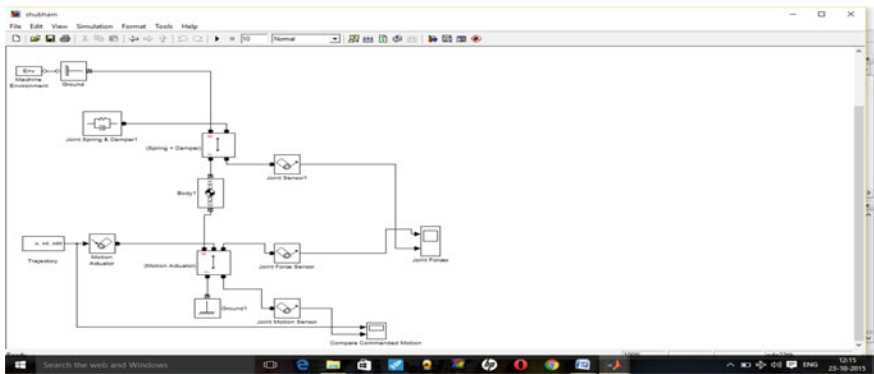 shubham
File Edit View Simulation Format Tools Help
10 Normal
Env
Machine
Environment
Ground
Joint Spring & Damper1
(Spring + Damper)
Joint Sensor1
Body1
Trajectory
Motion
Actuator
(Motion Actuator)
Joint Force Sensor
Joint Forces
Ground1
Joint Motion Sensor
Compare Commanded Motion
Ready
100%
Search the web and Windows
ENG
12:15
23-10-2015